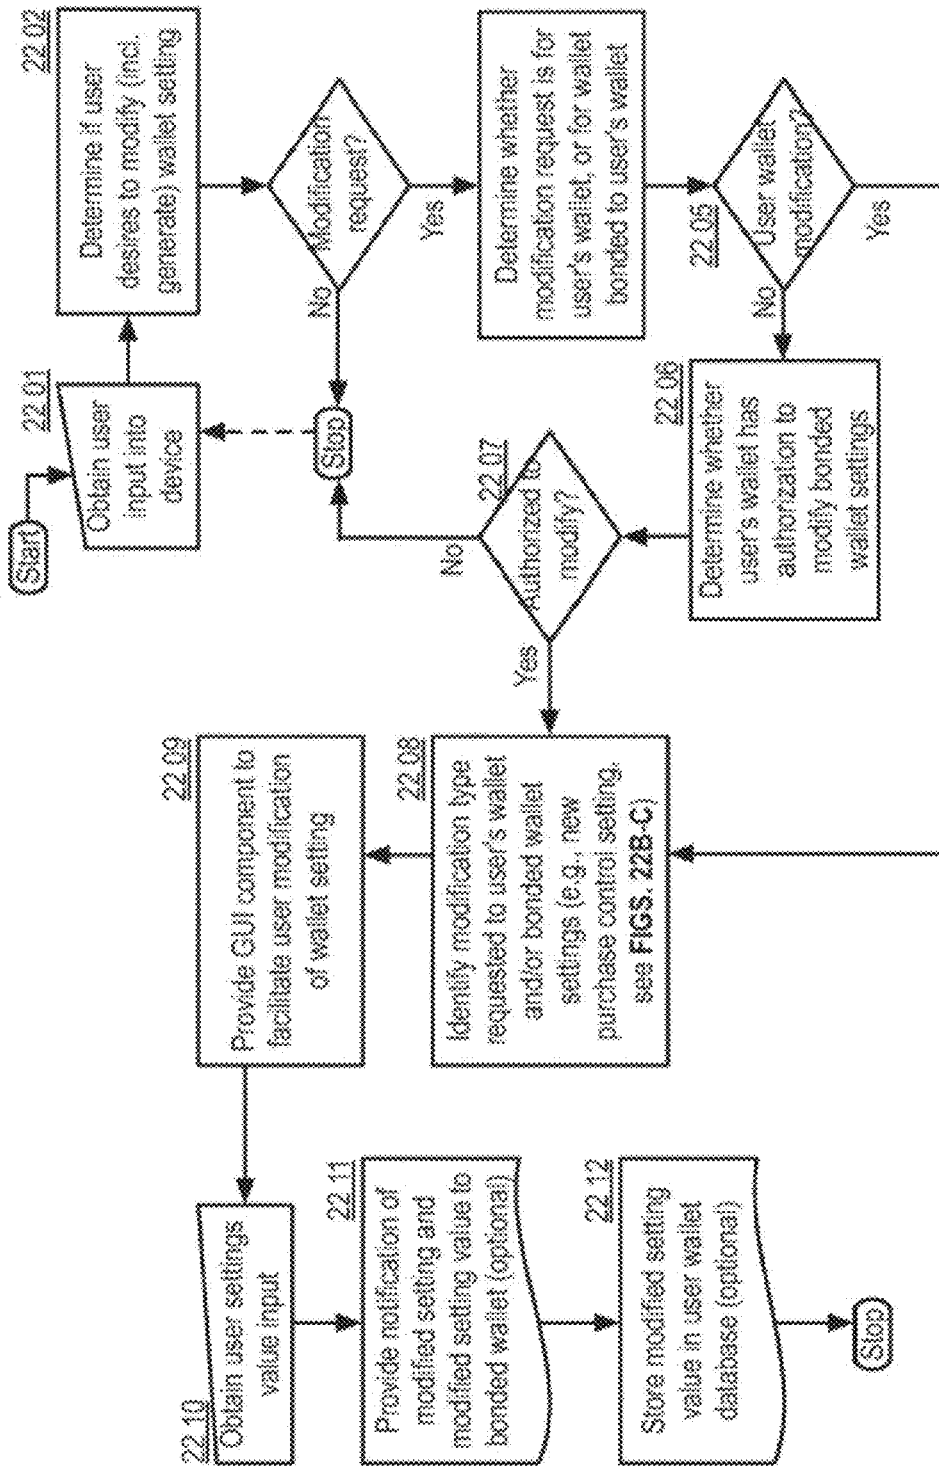 Start
22 01
Obtain user
input into
device
22 02
Determine if user
desires to modify (incl.
generate) wallet setting
Modification
request?
No
Yes
Stop
Determine whether
modification request is for
user's wallet, or for wallet
bonded to user's wallet
22.05
User wallet
modification?
No
Yes
22.06
Determine whether
user's wallet has
authorization to
modify bonded
wallet settings
22.07
Authorized to
modify?
No
Yes
22.08
Identify modification type
requested to user's wallet
and/or bonded wallet
settings (e.g., new
purchase control setting,
see FIGS. 22B-C)
22.09
Provide GUI component to
facilitate user modification
of wallet setting
22.10
Obtain user settings
value input
22.11
Provide notification of
modified setting and
modified setting value to
bonded wallet (optional)
22.12
Store modified setting
value in user wallet
database (optional)
Stop